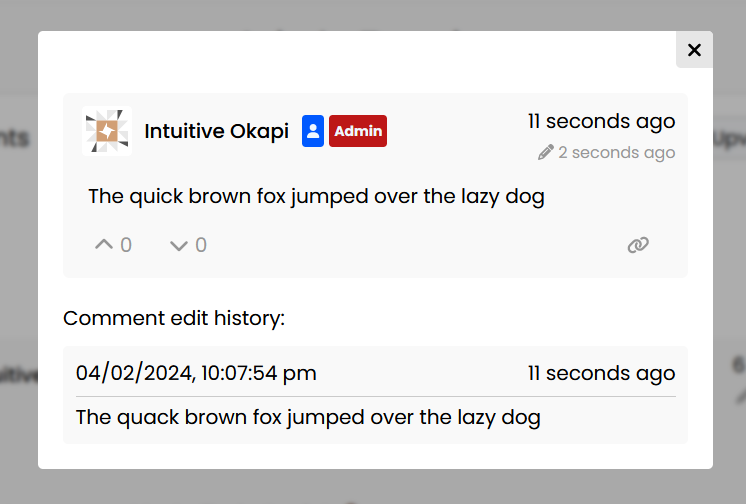 Intuitive Okapi Admin 11 seconds ago
2 seconds ago
The quick brown fox jumped over the lazy dog
0 0
Comment edit history:
04/02/2024, 10:07:54 pm 11 seconds ago
The quack brown fox jumped over the lazy dog